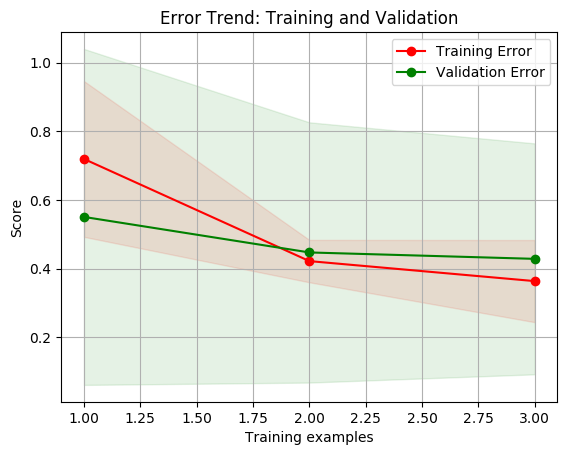 Error Trend: Training and Validation
Training Error
Validation Error
Score
1.0
0.8
0.6
0.4
0.2
1.00 1.25 1.50 1.75 2.00 2.25 2.50 2.75 3.00
Training examples